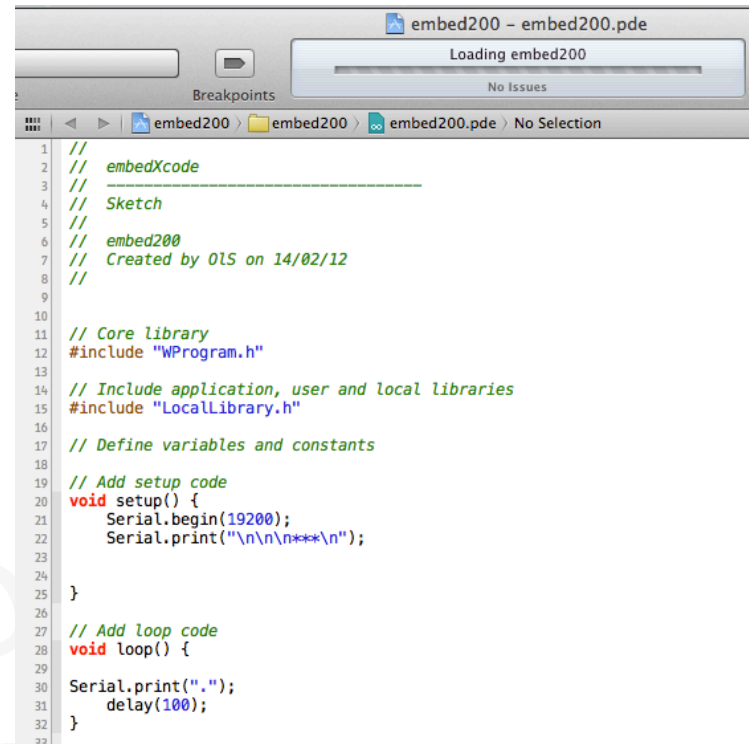 embed200 – embed200.pde
Loading embed200
No Issues
Breakpoints
embed200 › embed200 › embed200.pde › No Selection
1 //
2 // embedXcode
3 // ----------------------------------
4 // Sketch
5 //
6 // embed200
7 // Created by OlS on 14/02/12
8 //
9
10
11 // Core library
12 #include "WProgram.h"
13
14 // Include application, user and local libraries
15 #include "LocalLibrary.h"
16
17 // Define variables and constants
18
19 // Add setup code
20 void setup() {
21     Serial.begin(19200);
22     Serial.print("\n\n\n***\n");
23
24
25 }
26
27 // Add loop code
28 void loop() {
29
30 Serial.print(".");
31     delay(100);
32 }
33